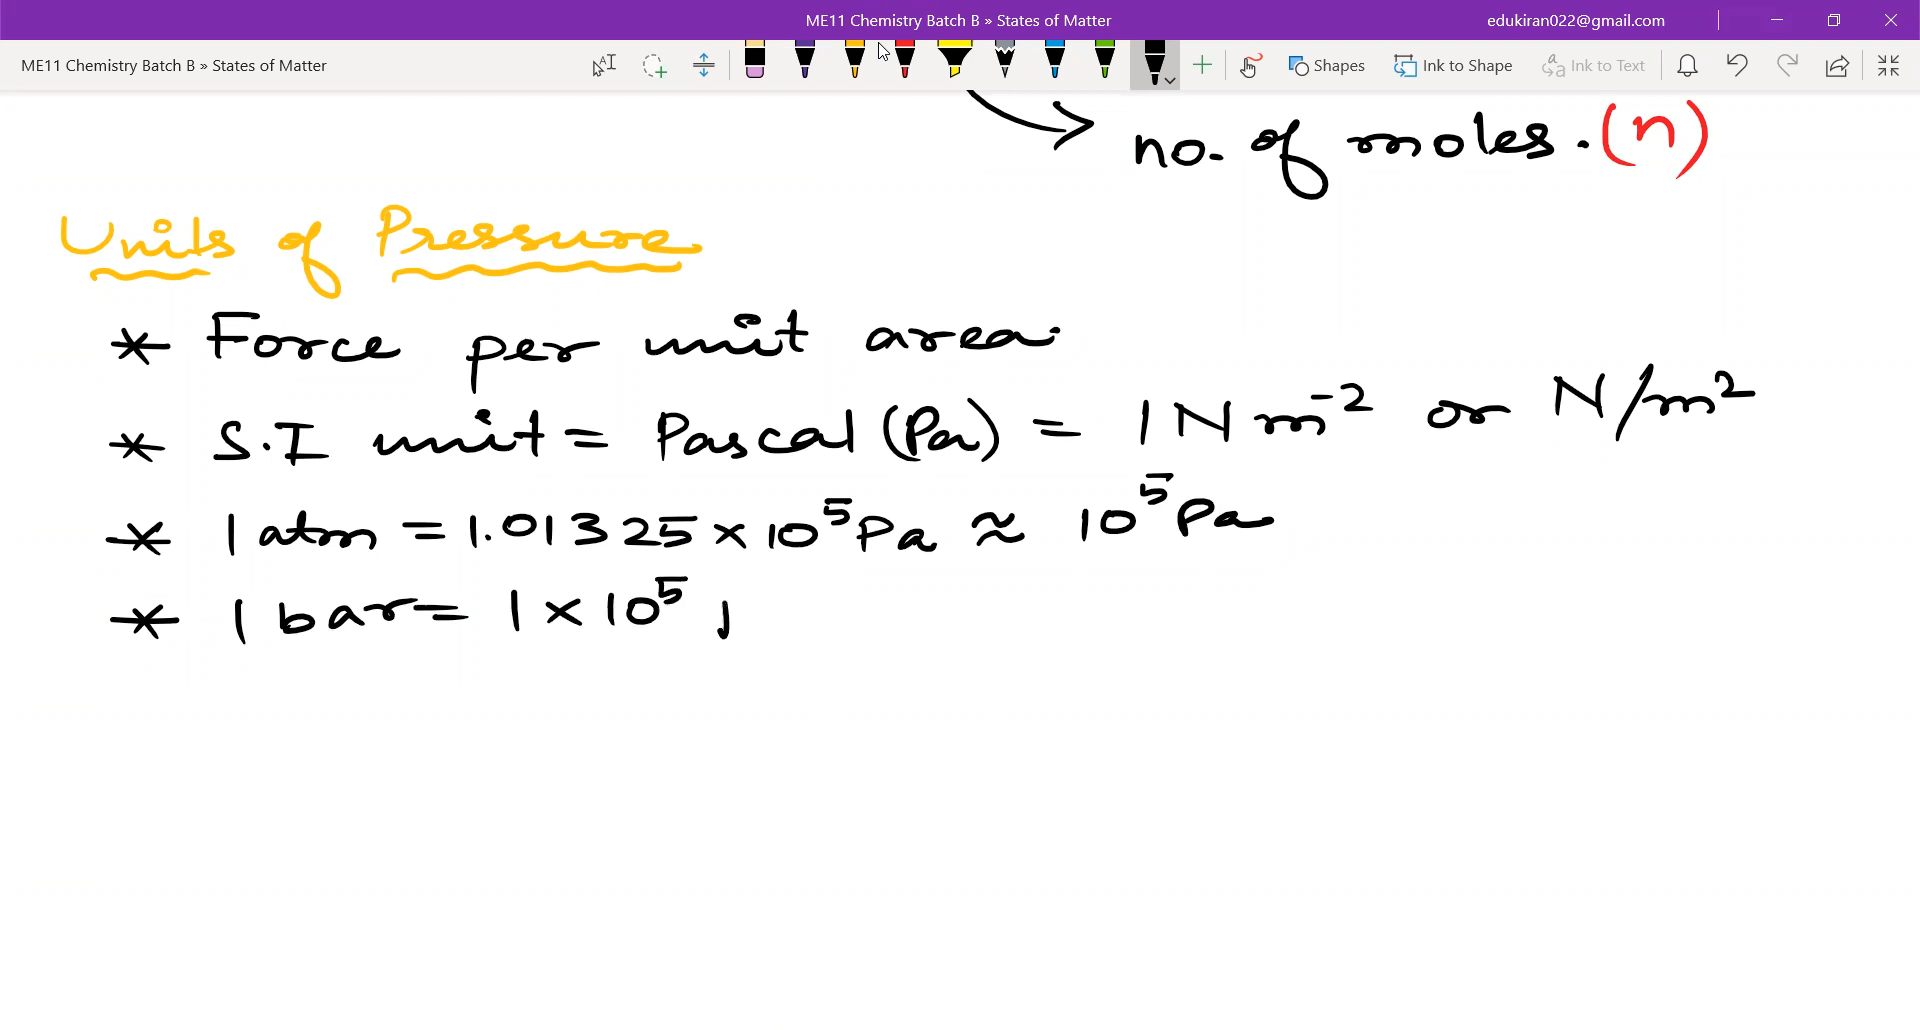 ME11 Chemistry Batch B » States of Matter
edukiran022@gmail.com
ME11 Chemistry Batch B » States of Matter
Shapes
Ink to Shape
Ink to Text
no. of moles. (n)
Units of Pressure
* Force per unit area.
* S.I unit = Pascal (Pa) = 1 N m⁻² or N/m²
* 1 atm = 1.01325 × 10⁵ Pa ≈ 10⁵ Pa
* 1 bar = 1 × 10⁵